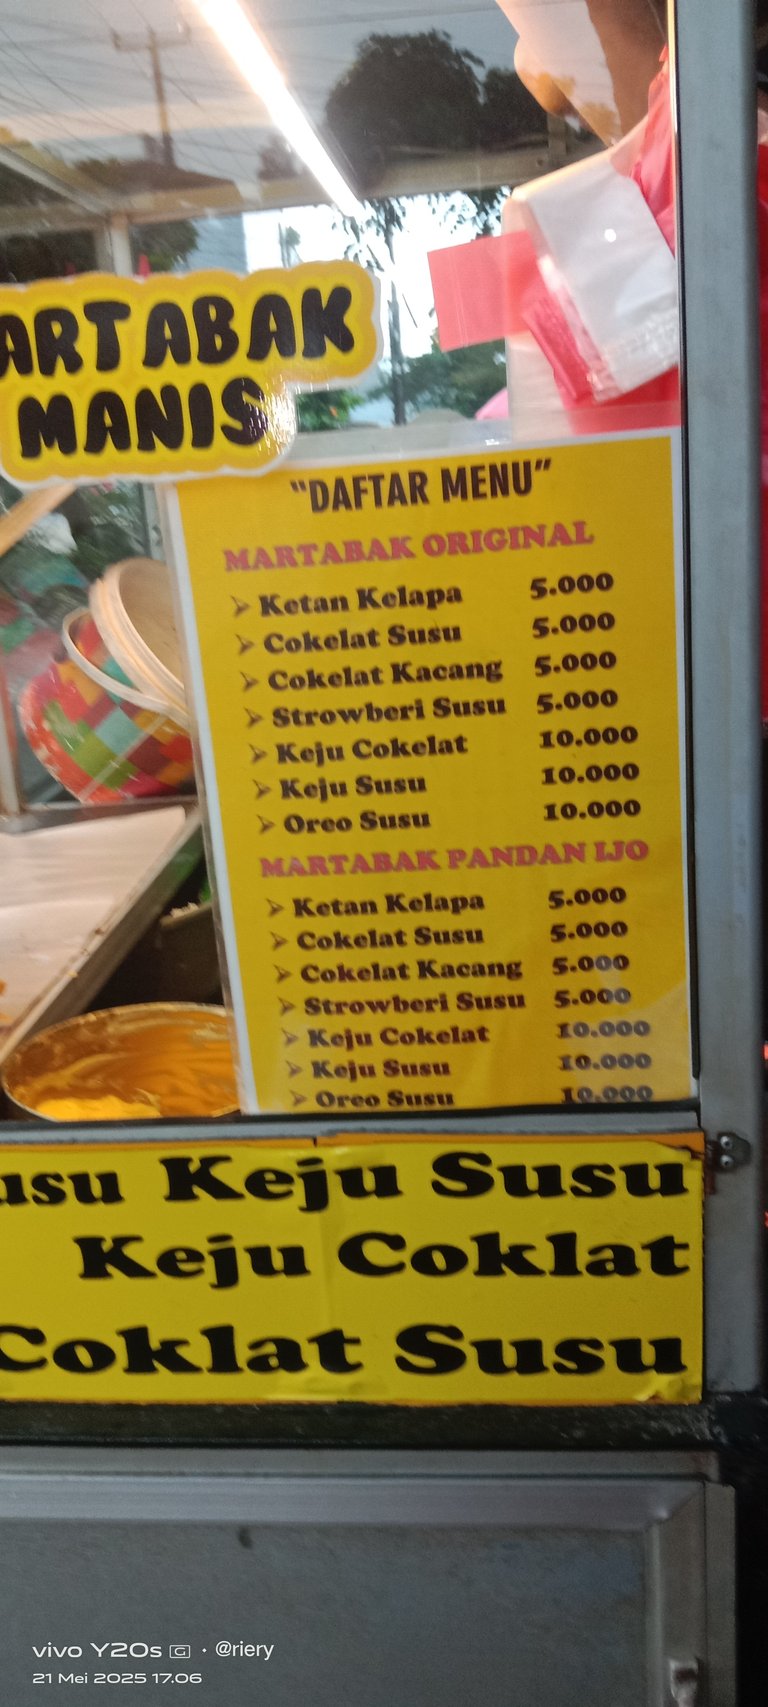 ARTABAK
MANIS
“DAFTAR MENU”
MARTABAK ORIGINAL
➢ Ketan Kelapa 5.000
➢ Cokelat Susu 5.000
➢ Cokelat Kacang 5.000
➢ Strowberi Susu 5.000
➢ Keju Cokelat 10.000
➢ Keju Susu 10.000
➢ Oreo Susu 10.000
MARTABAK PANDAN IJO
➢ Ketan Kelapa 5.000
➢ Cokelat Susu 5.000
➢ Cokelat Kacang 5.000
➢ Strowberi Susu 5.000
➢ Keju Cokelat 10.000
➢ Keju Susu 10.000
➢ Oreo Susu 10.000
usu Keju Susu
Keju Coklat
Coklat Susu
vivo Y20s G · @riery
21 Mei 2025 17.06